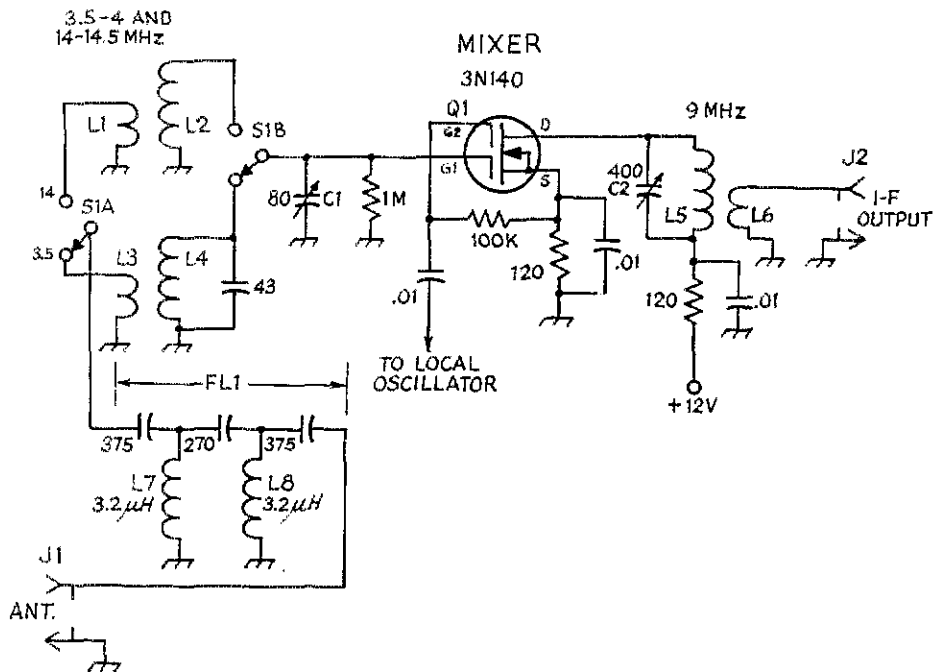 3.5-4 AND
14-14.5 MHz
MIXER
3N140
9 MHz
Q1
G2
D
G1
S
L1
L2
S1B
14
S1A
3.5
L3
L4
43
80
C1
1M
100K
.01
120
.01
400
C2
L5
L6
J2
I-F
OUTPUT
120
.01
+12V
TO LOCAL
OSCILLATOR
FL1
375
270
375
L7
3.2μH
L8
3.2μH
J1
ANT.